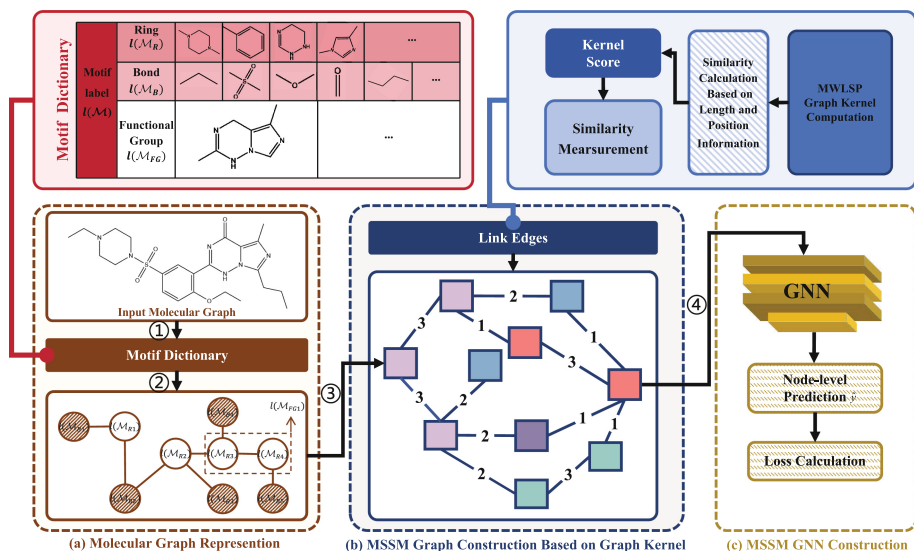 Motif Dictionary
Motif label l(M)
Ring
l(M_R)
...
Bond
l(M_B)
...
Functional
Group
l(M_FG)
...
Kernel
Score
Similarity
Mearsurement
Similarity
Calculation
Based on
Length and
Position
Information
MWLSP
Graph Kernel
Computation
Input Molecular Graph
①
Motif Dictionary
②
l(M_FG1)
(M_R1)
(M_R2)
(M_R3)
(M_R4)
③
(a) Molecular Graph Represention
Link Edges
3
2
1
1
3
3
2
2
1
1
2
3
(b) MSSM Graph Construction Based on Graph Kernel
④
GNN
Node-level
Prediction ŷ
Loss Calculation
(c) MSSM GNN Construction